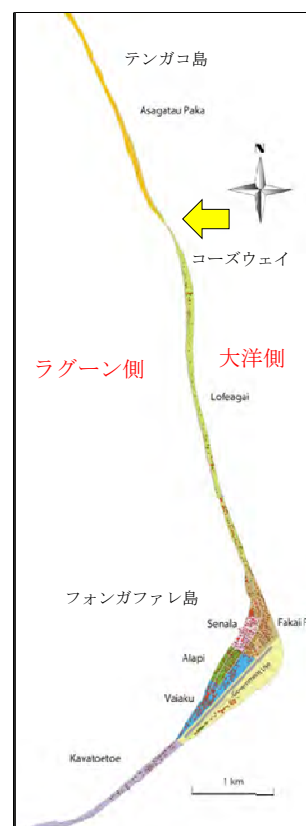 テンガコ島
Asagatau Paka
N
コーズウェイ
ラグーン側
大洋側
Lofeagai
フォンガファレ島
Senala
Fakai F
Alapi
Vaiaku
Kavatoetoe
1 km